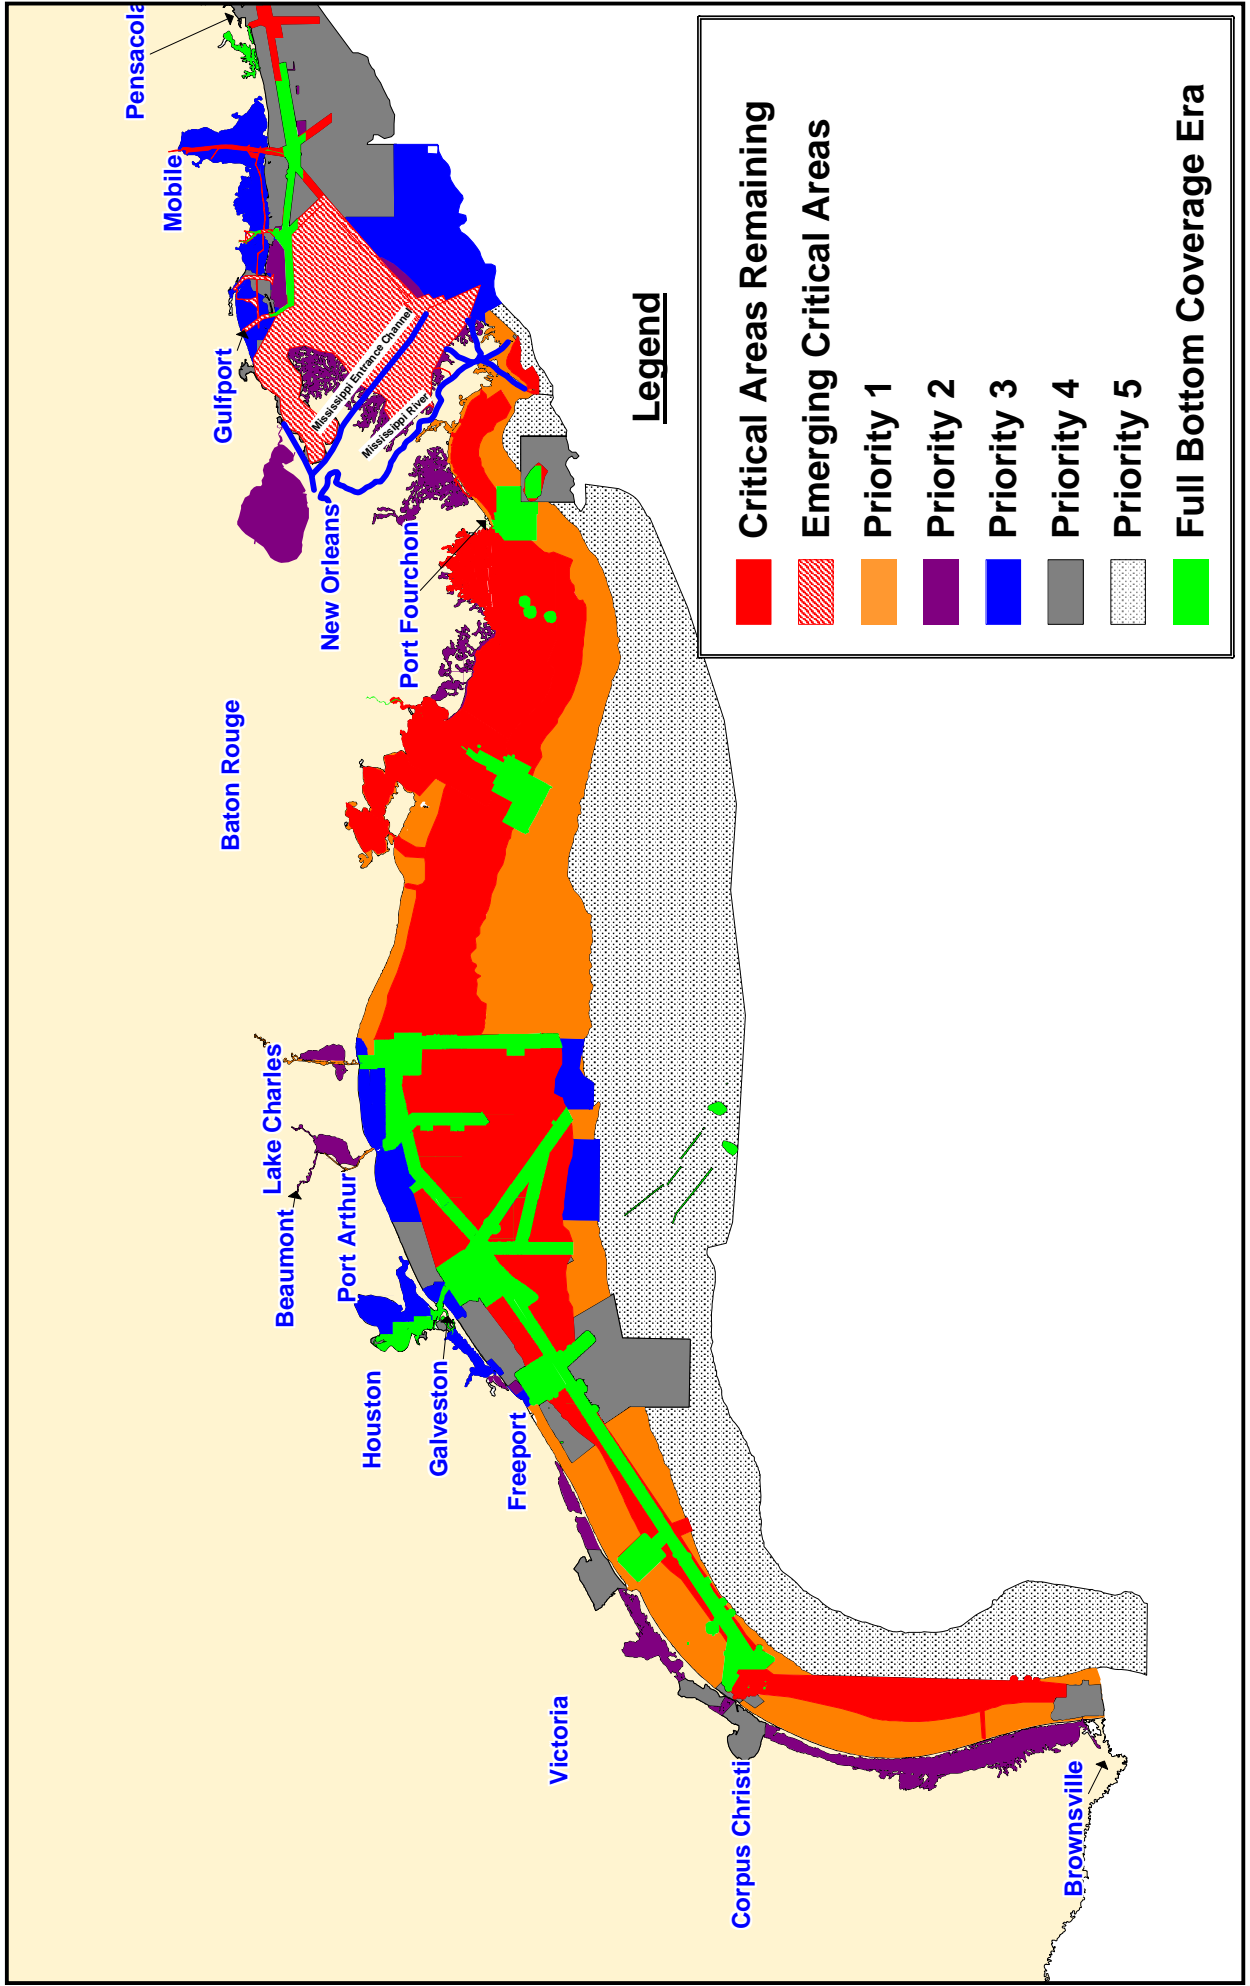 Pensacola
Mobile
Gulfport
Mississippi Entrance Channel
Mississippi River
New Orleans
Port Fourchon
Baton Rouge
Lake Charles
Beaumont
Port Arthur
Houston
Galveston
Freeport
Victoria
Corpus Christi
Brownsville
Legend
Critical Areas Remaining
Emerging Critical Areas
Priority 1
Priority 2
Priority 3
Priority 4
Priority 5
Full Bottom Coverage Era